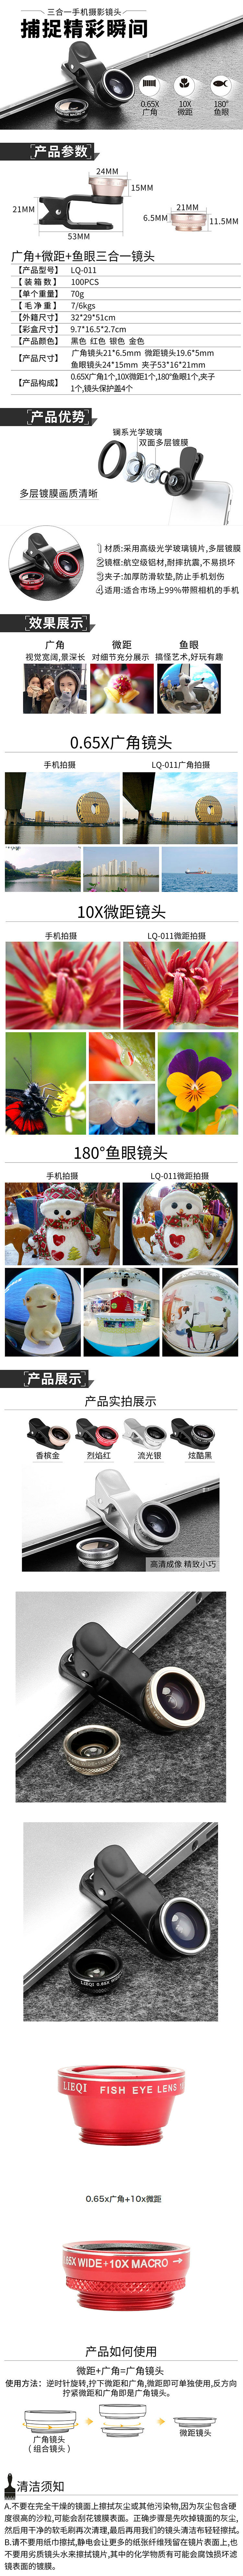 三合一手机摄影镜头
捕捉精彩瞬间
0.65X
广角
10X
微距
180°
鱼眼
产品参数
24MM
15MM
21MM
53MM
21MM
6.5MM
11.5MM
广角+微距+鱼眼三合一镜头
【产品型号】 LQ-011
【装箱数】 100PCS
【单个重量】 70g
【毛净重】 7/6kgs
【外籍尺寸】 32*29*51cm
【彩盒尺寸】 9.7*16.5*2.7cm
【产品颜色】 黑色 红色 银色 金色
【产品尺寸】 广角镜头21*6.5mm 微距镜头19.6*5mm
鱼眼镜头24*15mm 夹子53*16*21mm
【产品构成】 0.65X广角1个,10X微距1个,180°鱼眼1个,夹子
1个,镜头保护盖4个
产品优势
镧系光学玻璃
双面多层镀膜
多层镀膜画质清晰
1 材质:采用高级光学玻璃镜片,多层镀膜
2 镜框:航空级铝材,耐摔抗震,不易损坏
3 夹子:加厚防滑软垫,防止手机划伤
4 适用:适合市场上99%带照相机的手机
效果展示
广角
视觉宽阔,景深长
微距
对细节充分展示
鱼眼
搞怪艺术,好玩有趣
0.65X广角镜头
手机拍摄
LQ-011广角拍摄
10X微距镜头
手机拍摄
LQ-011微距拍摄
180°鱼眼镜头
手机拍摄
LQ-011微距拍摄
产品展示
产品实拍展示
香槟金
烈焰红
流光银
炫酷黑
高清成像 精致小巧
LIEQI 0.65X
LIEQI FISH EYE LENS
0.65x广角+10x微距
.65X WIDE+10X MACRO
产品如何使用
微距+广角=广角镜头
使用方法: 逆时针旋转,拧下微距和广角,微距即可单独使用,反方向
拧紧微距和广角即是广角镜头。
广角镜头
(组合镜头)
微距镜头
清洁须知
A.不要在完全干燥的镜面上擦拭灰尘或其他污染物,因为灰尘包含硬
度很高的沙粒,可能会刮花镀膜表面。正确步骤是先吹掉镜面的灰尘,
然后用干净的软毛刷再次清理,最后再用我们的镜头清洁布轻轻擦拭。
B.请不要用纸巾擦拭,静电会让更多的纸张纤维残留在镜片表面上,也
不要用劣质镜头水来擦拭镜片,其中的化学物质有可能会腐蚀损坏滤
镜表面的镀膜。